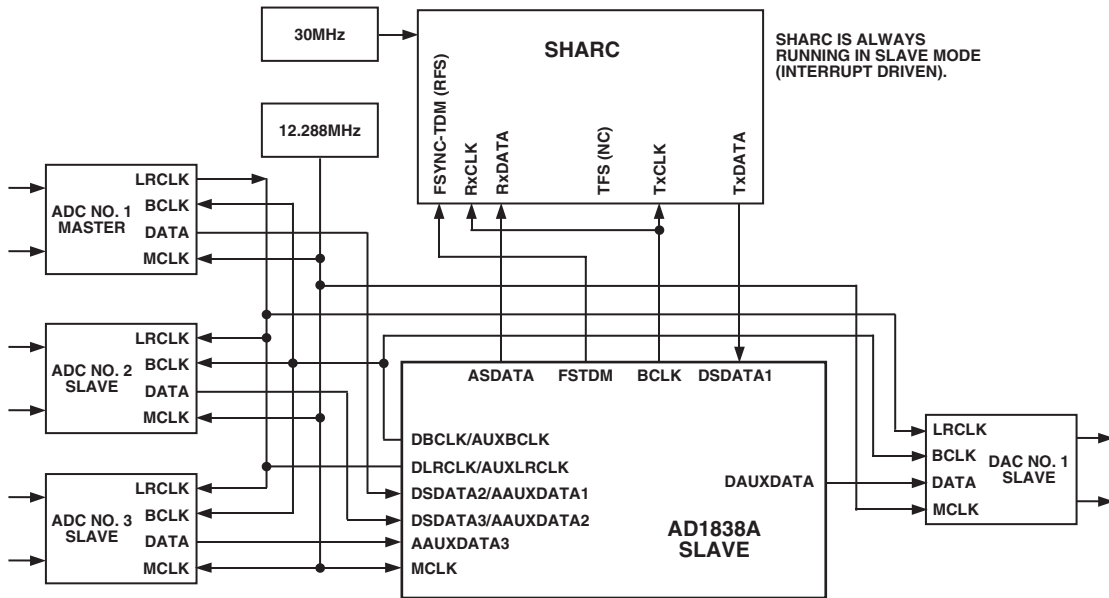 30MHz
SHARC
SHARC IS ALWAYS
RUNNING IN SLAVE MODE
(INTERRUPT DRIVEN).
12.288MHz
FSYNC-TDM (RFS)
RxCLK
RxDATA
TFS (NC)
TxCLK
TxDATA
ADC NO. 1
MASTER
LRCLK
BCLK
DATA
MCLK
ADC NO. 2
SLAVE
LRCLK
BCLK
DATA
MCLK
ADC NO. 3
SLAVE
LRCLK
BCLK
DATA
MCLK
ASDATA
FSTDM
BCLK
DSDATA1
DBCLK/AUXBCLK
DLRCLK/AUXLRCLK
DSDATA2/AAUXDATA1
DSDATA3/AAUXDATA2
AAUXDATA3
MCLK
DAUXDATA
AD1838A
SLAVE
LRCLK
BCLK
DATA
MCLK
DAC NO. 1
SLAVE